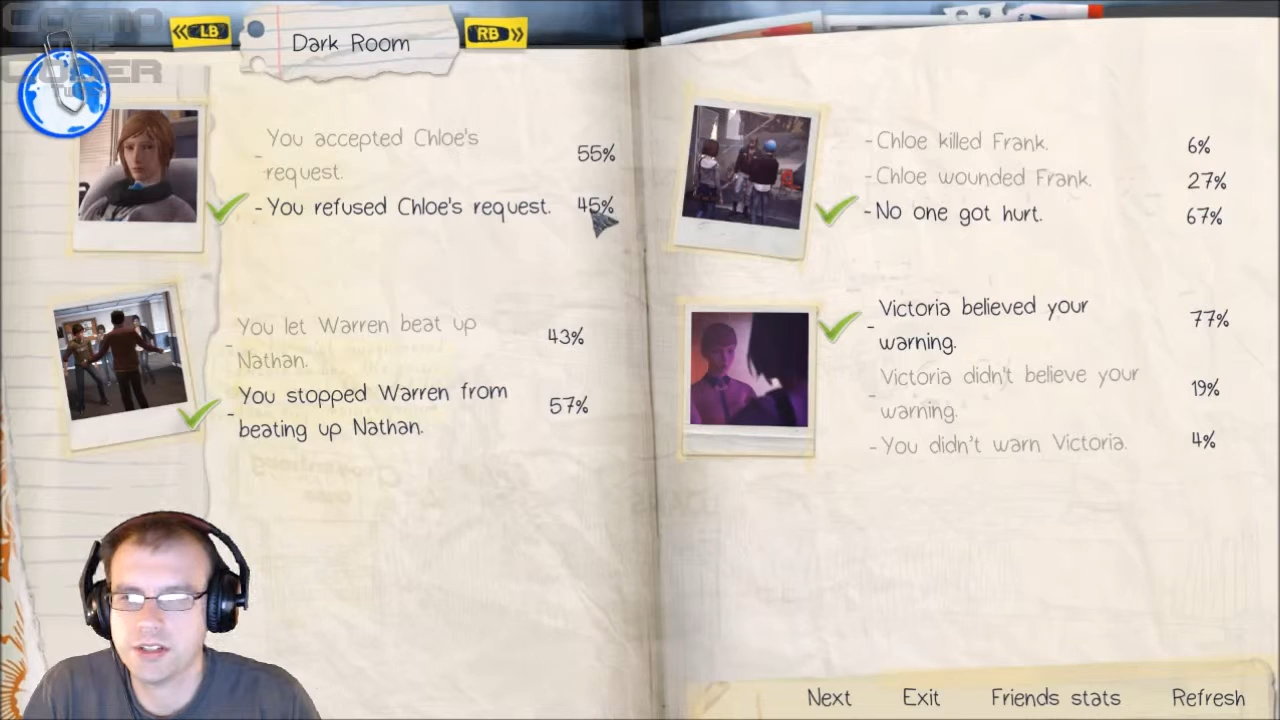 COSMO
THE
CODER
LB
Dark Room
RB
You accepted Chloe's
- request.
55%
- You refused Chloe's request. 45%
You let Warren beat up
- Nathan.
43%
You stopped Warren from
- beating up Nathan.
57%
- Chloe killed Frank. 6%
- Chloe wounded Frank. 27%
- No one got hurt. 67%
Victoria believed your
- warning.
77%
Victoria didn't believe your
- warning.
19%
- You didn't warn Victoria. 4%
Next Exit Friends stats Refresh